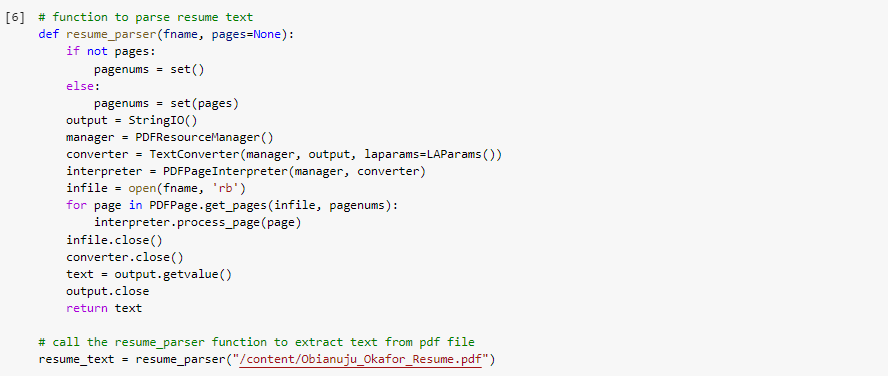 [6] # function to parse resume text
def resume_parser(fname, pages=None):
    if not pages:
        pagenums = set()
    else:
        pagenums = set(pages)
    output = StringIO()
    manager = PDFResourceManager()
    converter = TextConverter(manager, output, laparams=LAParams())
    interpreter = PDFPageInterpreter(manager, converter)
    infile = open(fname, 'rb')
    for page in PDFPage.get_pages(infile, pagenums):
        interpreter.process_page(page)
    infile.close()
    converter.close()
    text = output.getvalue()
    output.close
    return text
# call the resume_parser function to extract text from pdf file
resume_text = resume_parser("/content/Obianuju_Okafor_Resume.pdf")